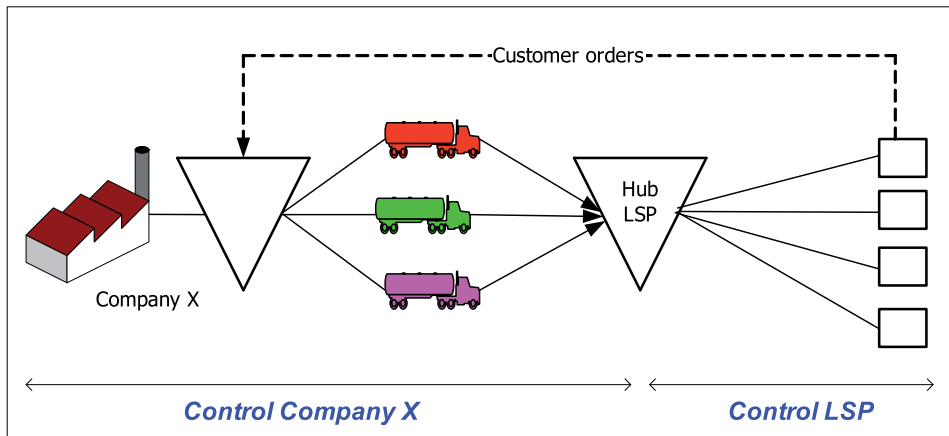 Customer orders
Hub
LSP
Company X
Control Company X
Control LSP